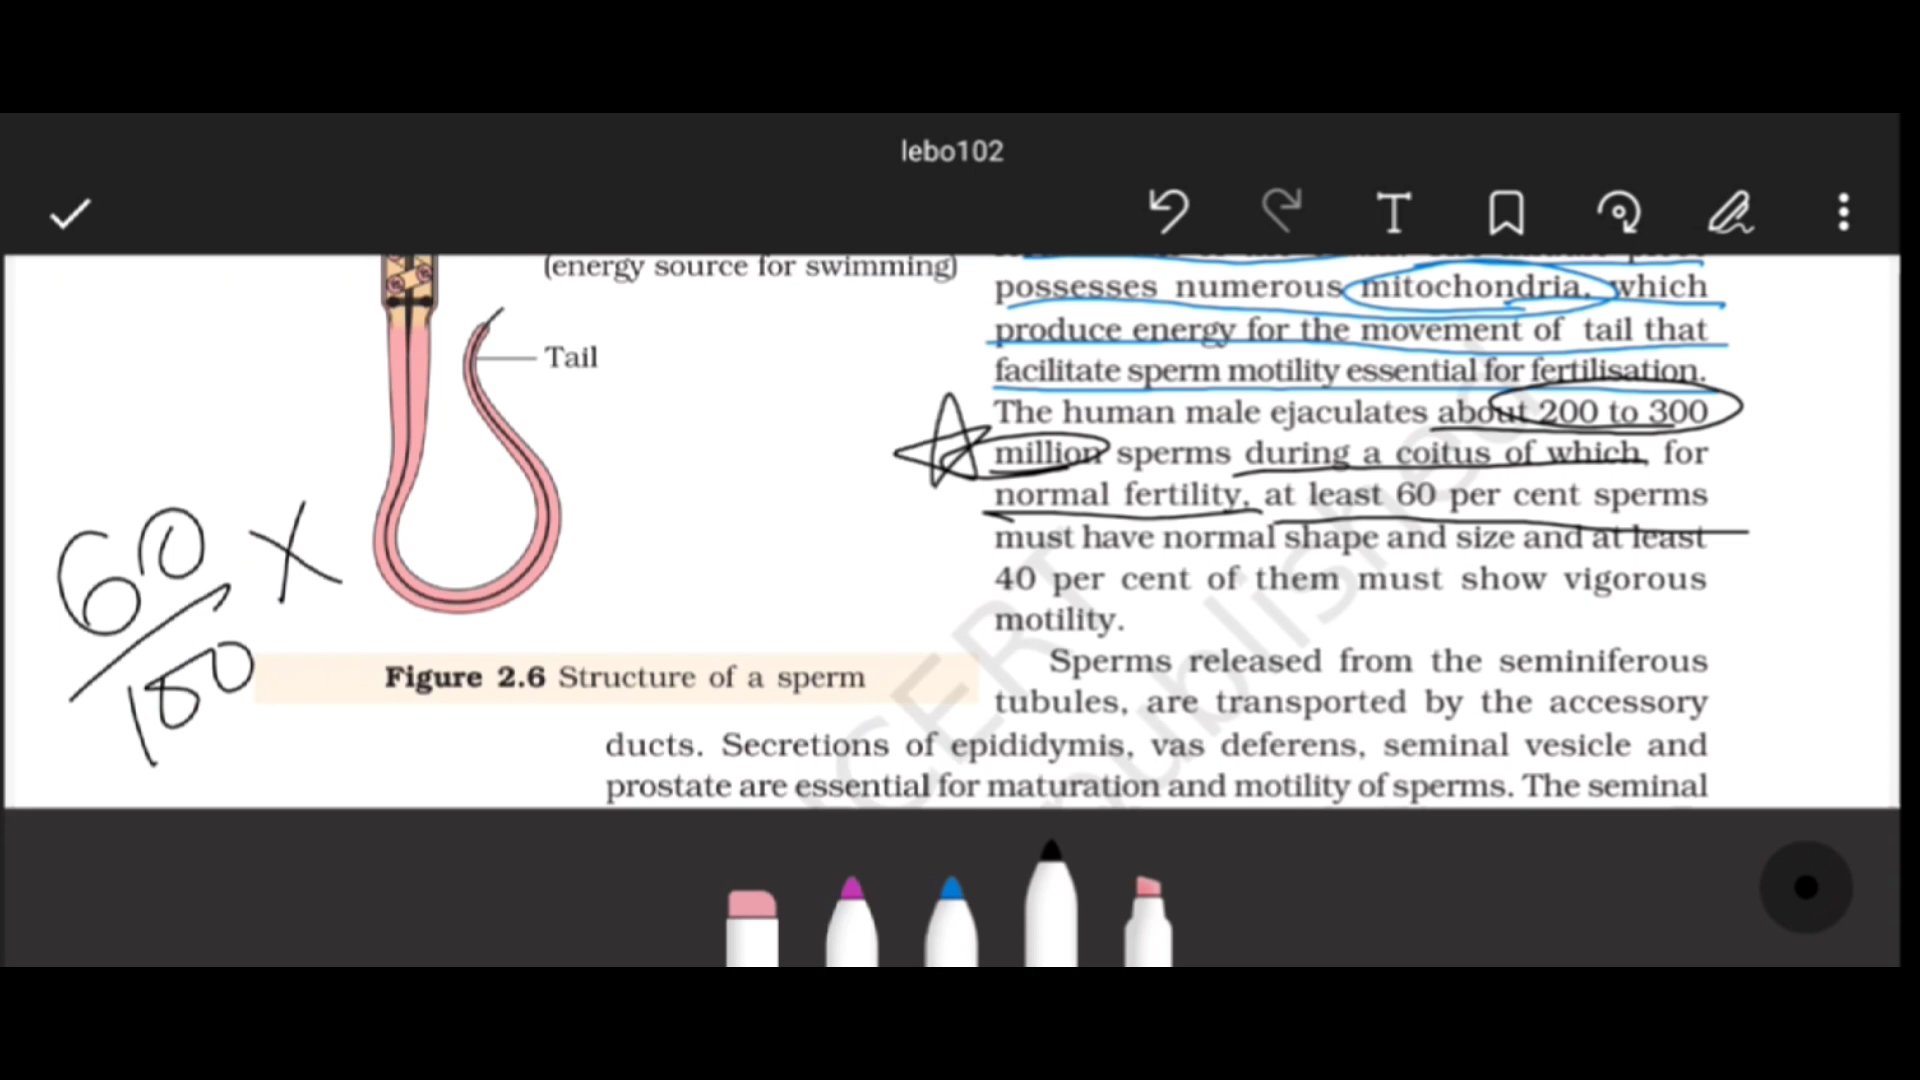 lebo102
T
(energy source for swimming)
Tail
Figure 2.6 Structure of a sperm
60
100
X
possesses numerous mitochondria, which
produce energy for the movement of tail that
facilitate sperm motility essential for fertilisation.
The human male ejaculates about 200 to 300
million sperms during a coitus of which, for
normal fertility, at least 60 per cent sperms
must have normal shape and size and at least
40 per cent of them must show vigorous
motility.
Sperms released from the seminiferous
tubules, are transported by the accessory
ducts. Secretions of epididymis, vas deferens, seminal vesicle and
prostate are essential for maturation and motility of sperms. The seminal